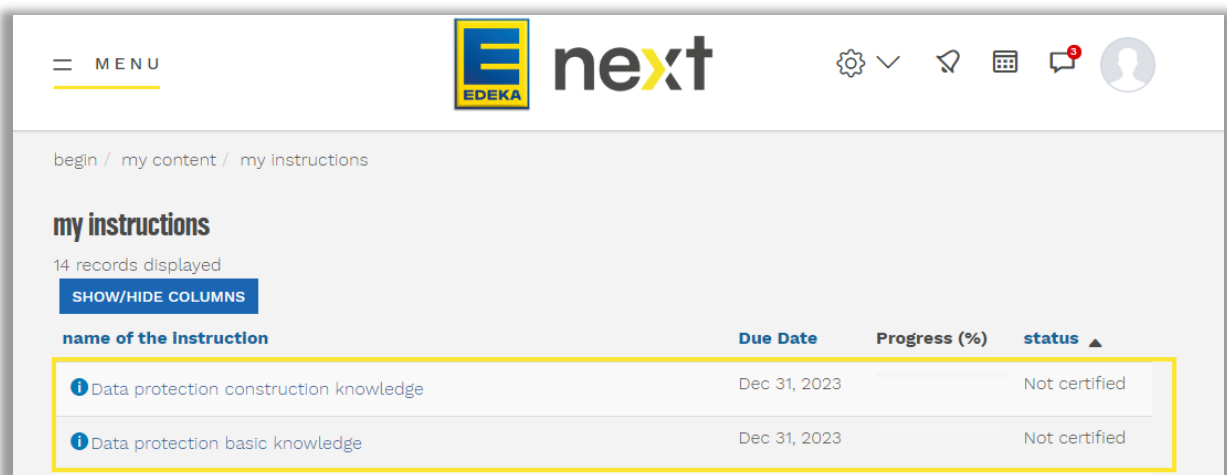 MENU
E
EDEKA
next
3
begin / my content / my instructions
my instructions
14 records displayed
SHOW/HIDE COLUMNS
name of the instruction Due Date Progress (%) status
Data protection construction knowledge Dec 31, 2023 Not certified
Data protection basic knowledge Dec 31, 2023 Not certified